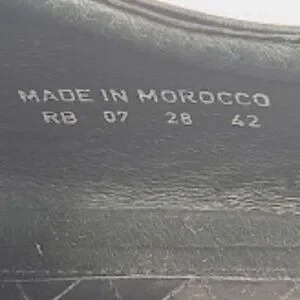 MADE IN MOROCCO
RB 07 28 42